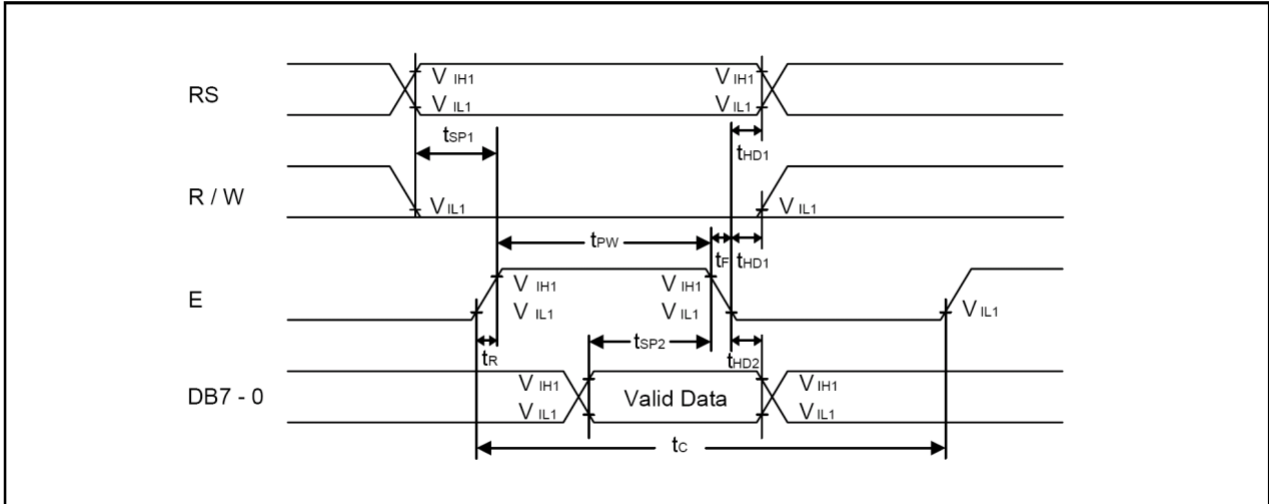 V IH1 V IH1
RS
V IL1 V IL1
tSP1
tHD1
R / W
V IL1 V IL1
tPW tF tHD1
V IH1 V IH1
E
V IL1 V IL1 V IL1
tSP2
tR tHD2
V IH1 V IH1
DB7 - 0 Valid Data
V IL1 V IL1
tC